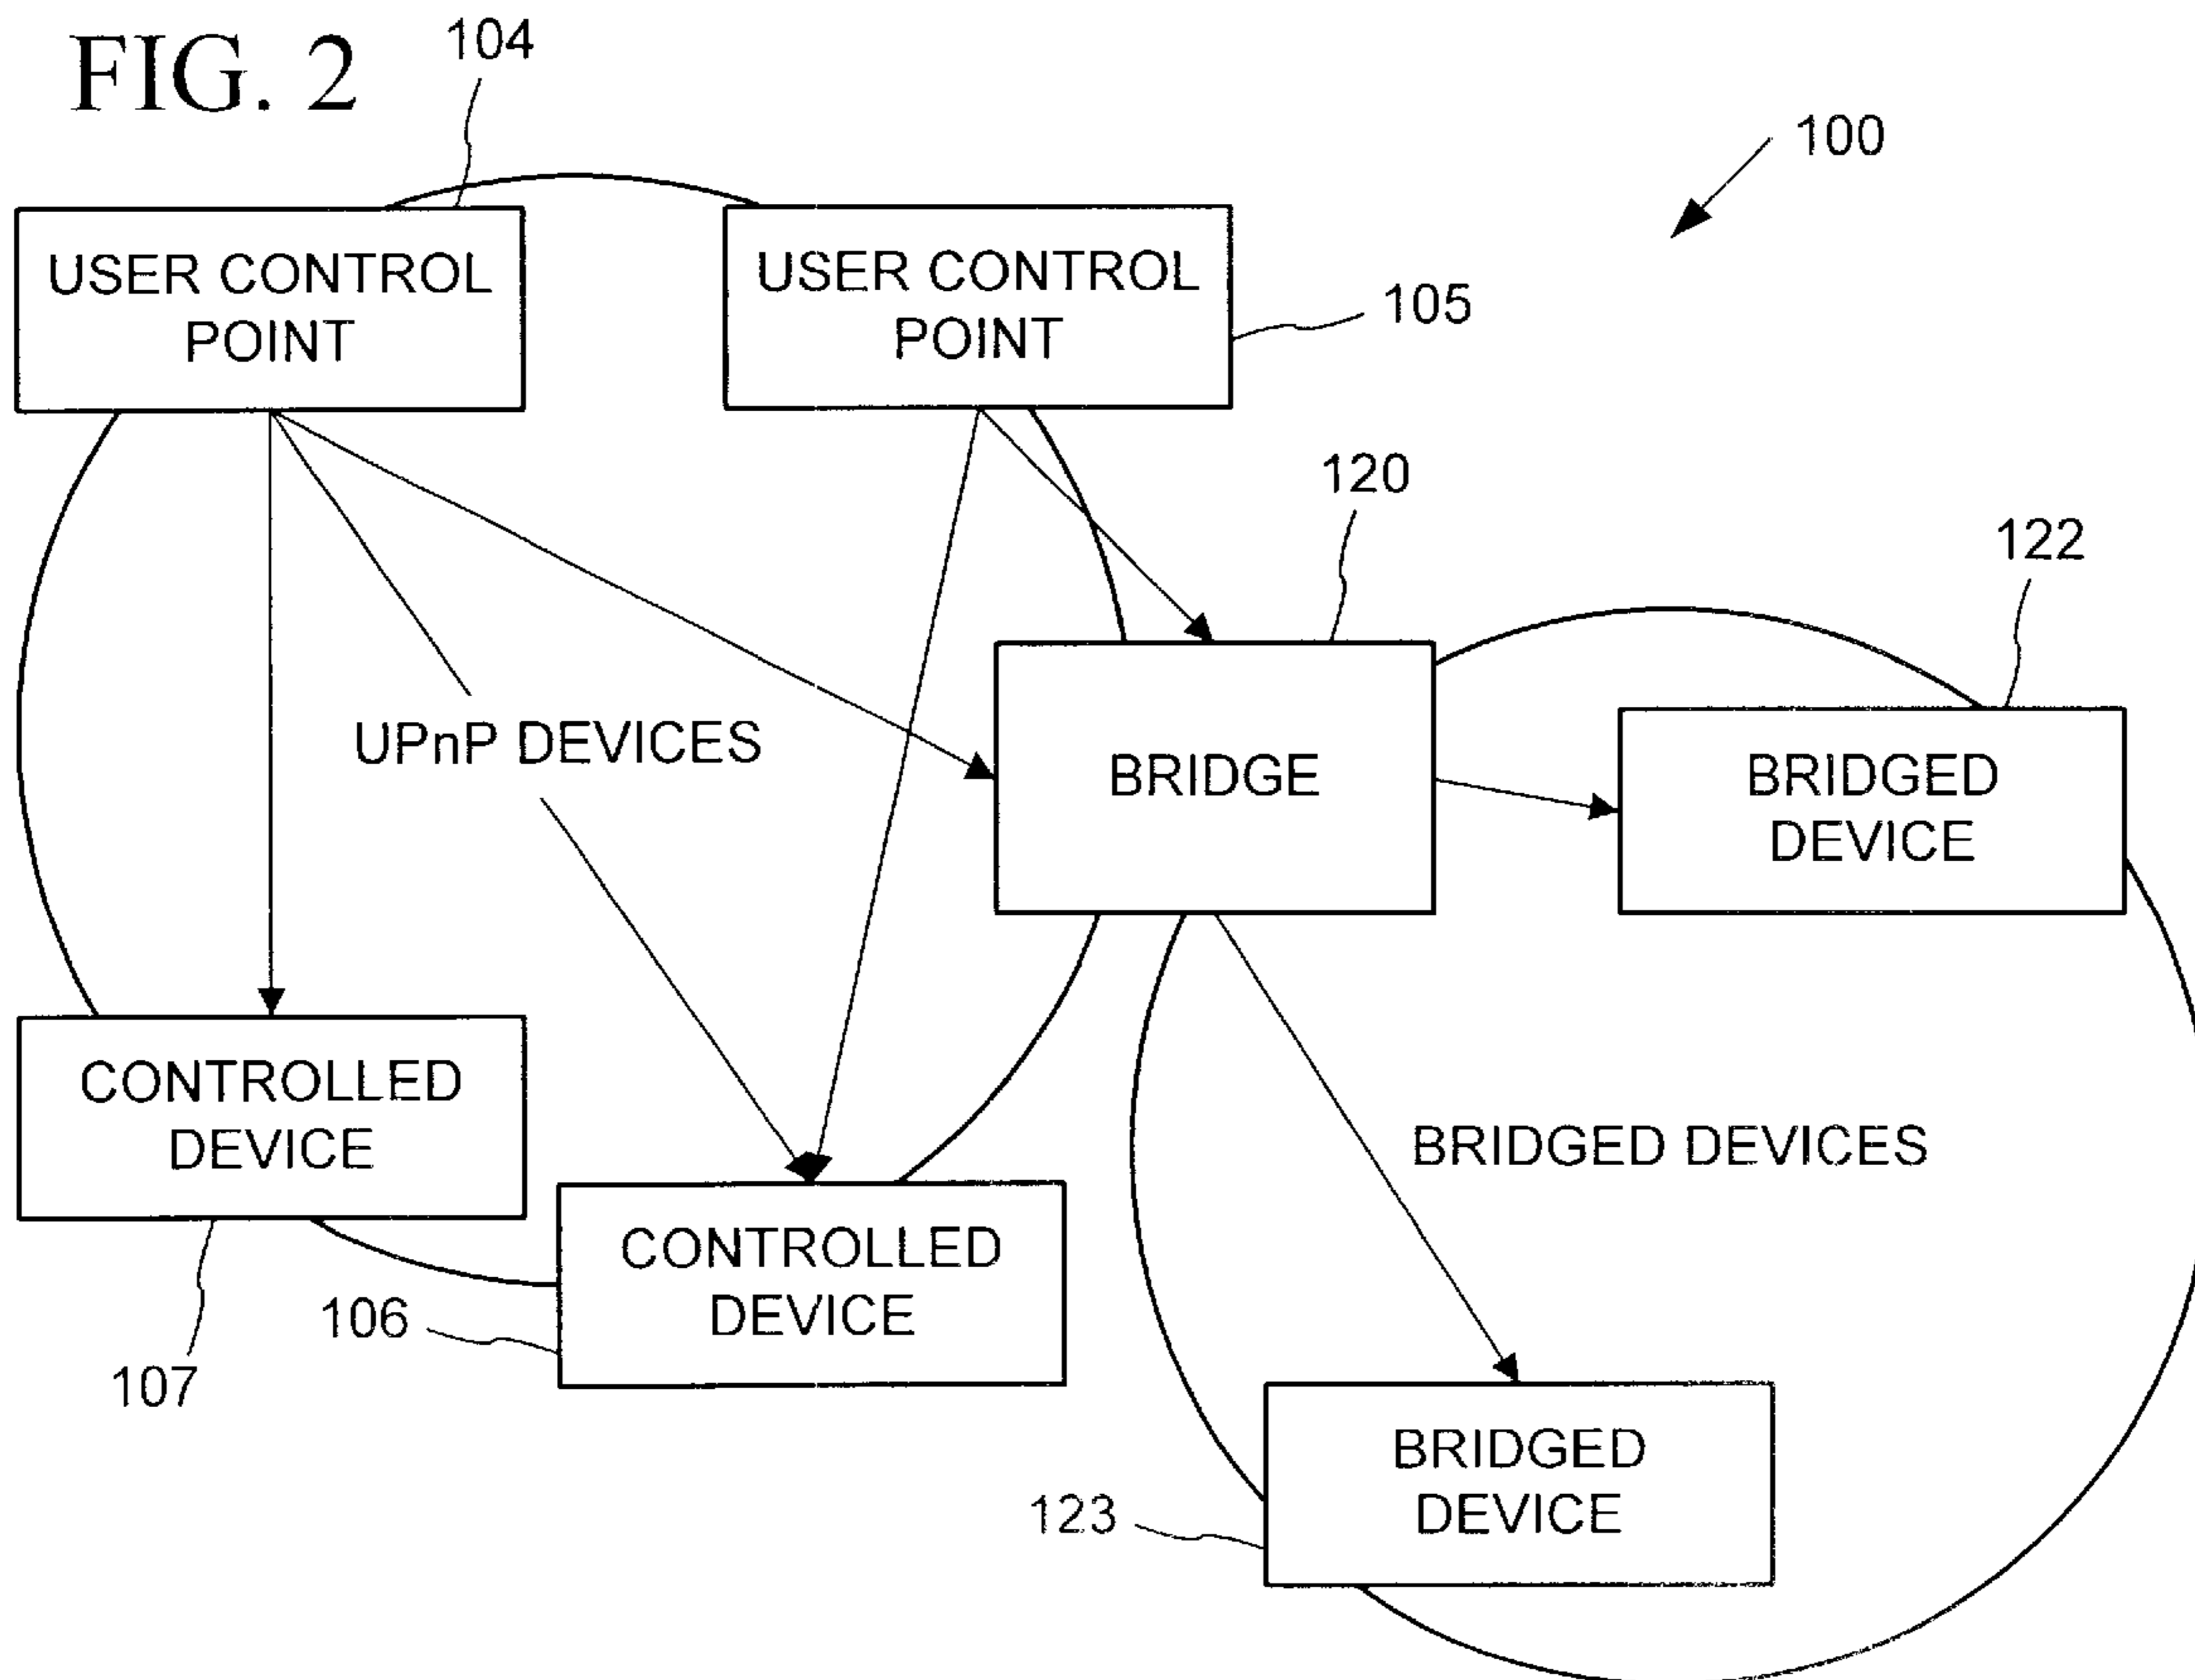 FIG. 2
104
100
USER CONTROL
POINT
USER CONTROL
POINT
105
120
122
UPnP DEVICES
BRIDGE
BRIDGED
DEVICE
CONTROLLED
DEVICE
BRIDGED DEVICES
CONTROLLED
DEVICE
106
107
BRIDGED
DEVICE
123